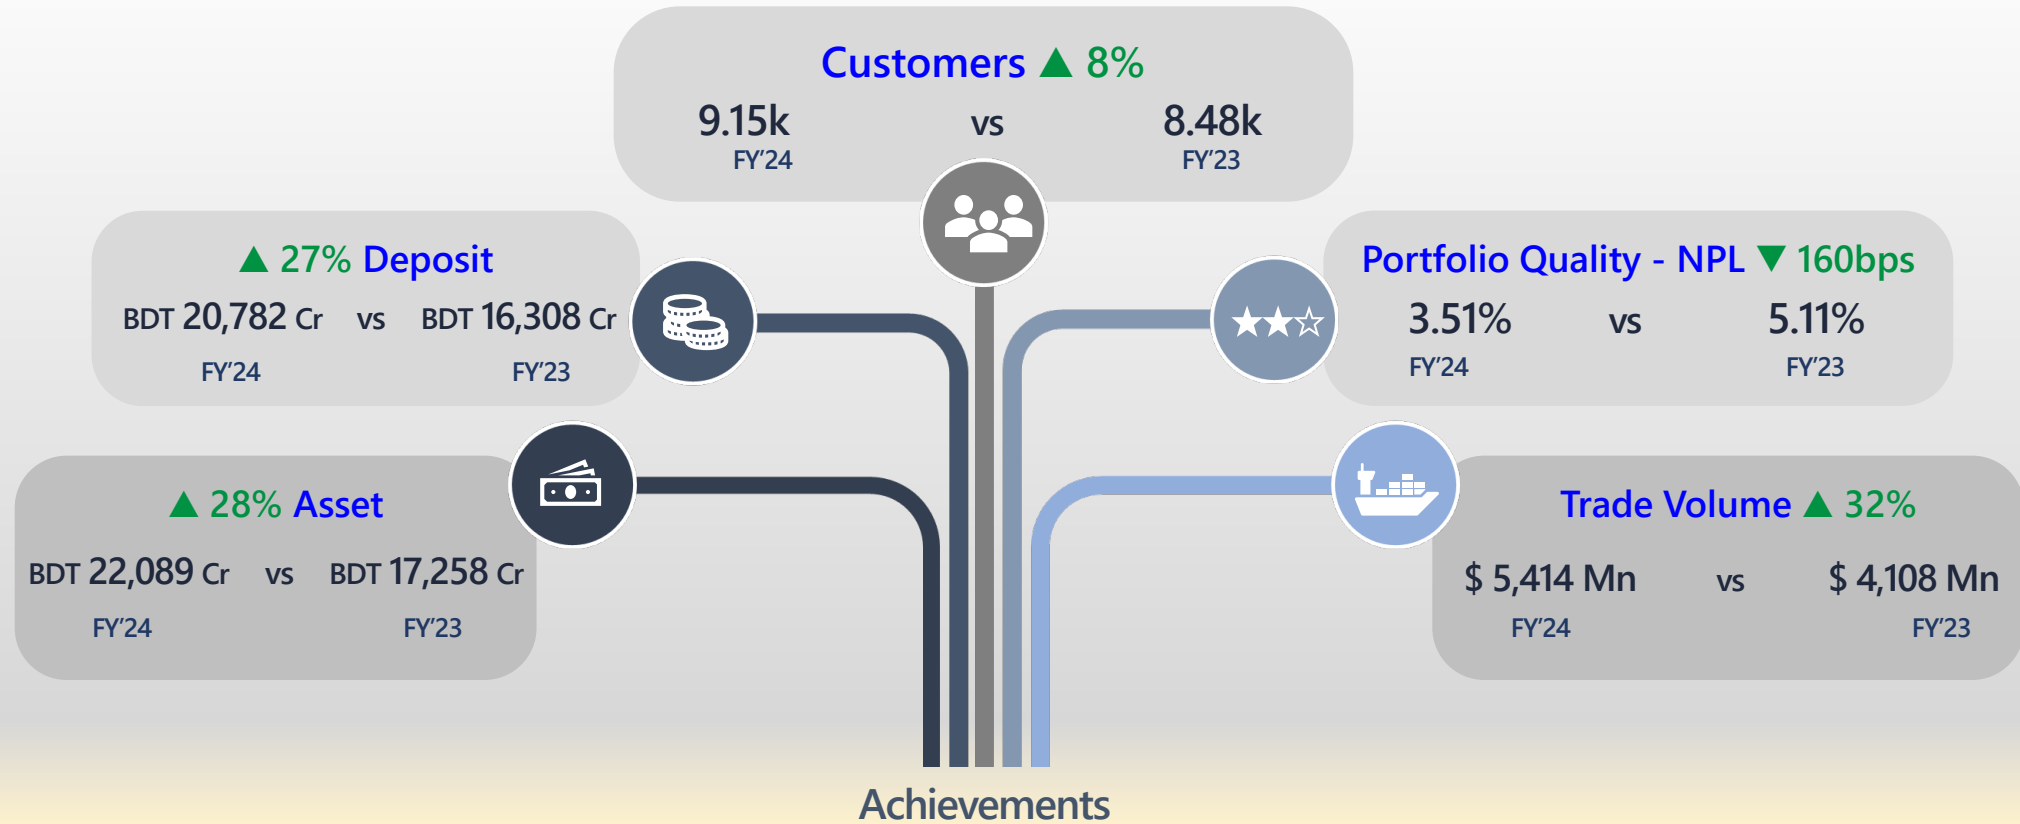 Customers ▲ 8%
9.15k vs 8.48k
FY'24 FY'23
▲ 27% Deposit
BDT 20,782 Cr vs BDT 16,308 Cr
FY'24 FY'23
Portfolio Quality - NPL ▼ 160bps
3.51% vs 5.11%
FY'24 FY'23
▲ 28% Asset
BDT 22,089 Cr vs BDT 17,258 Cr
FY'24 FY'23
Trade Volume ▲ 32%
$ 5,414 Mn vs $ 4,108 Mn
FY'24 FY'23
Achievements